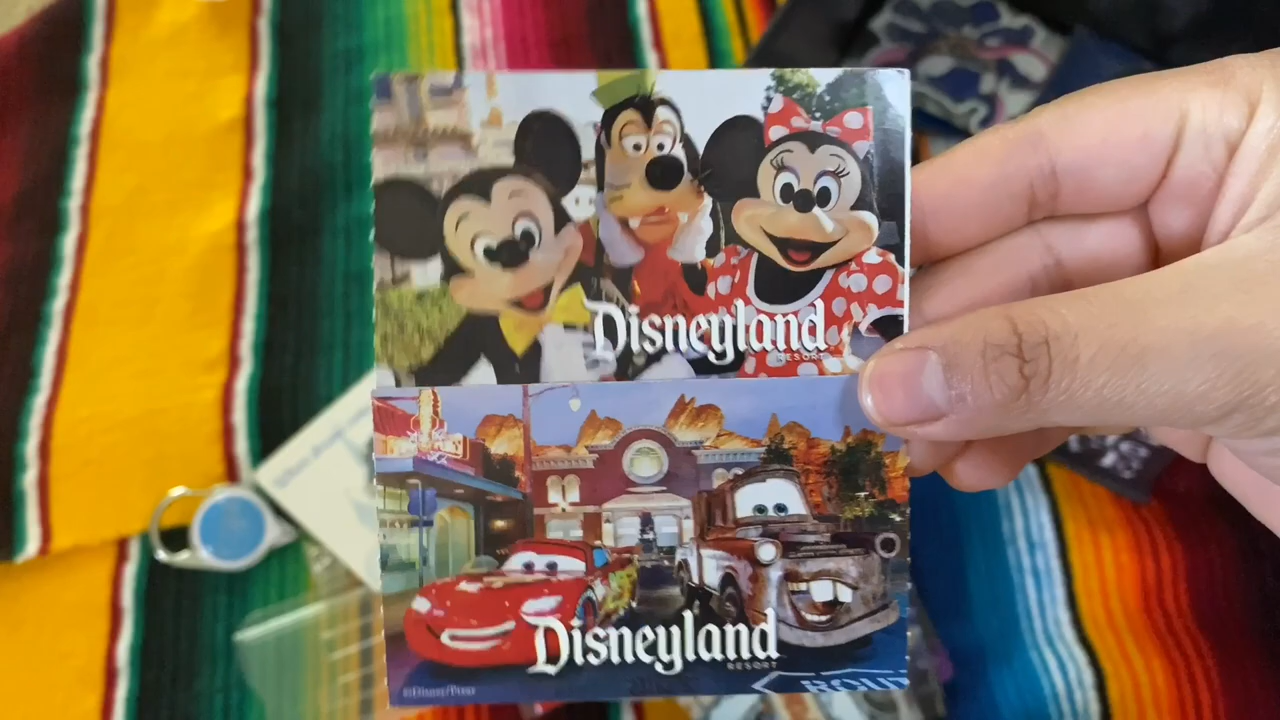 Disneyland
RESORT
Disneyland
RESORT
©Disney/Pixar
ROUT